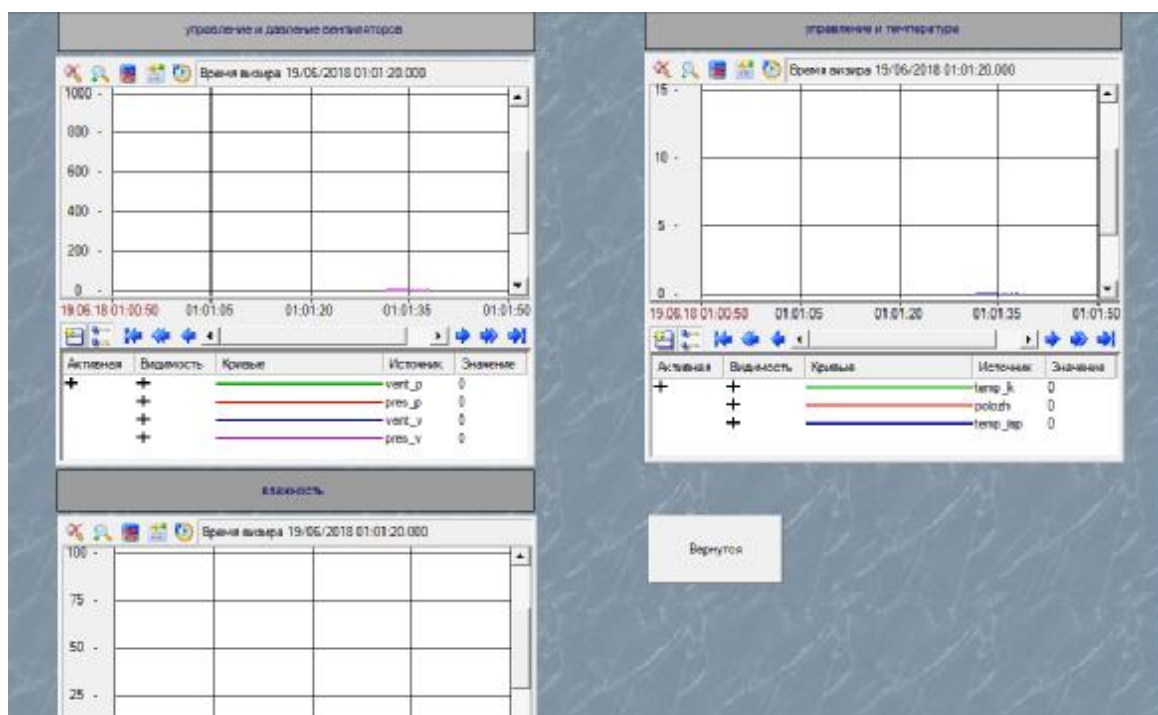 управление и давление вентиляторов
Время визира 19/06/2018 01:01:20.000
1000
800
600
400
200
0
19.06.18 01:00:50 01:01:05 01:01:20 01:01:35 01:01:50
Активная Видимость Кривые Источник Значение
vent_p 0
pres_p 0
vent_v 0
pres_v 0
влажность
Время визира 19/06/2018 01:01:20.000
100
75
50
25
управление и температура
Время визира 19/06/2018 01:01:20.000
15
10
5
0
19.06.18 01:00:50 01:01:05 01:01:20 01:01:35 01:01:50
Активная Видимость Кривые Источник Значение
0
polozh 0
temp_isp 0
Вернутся